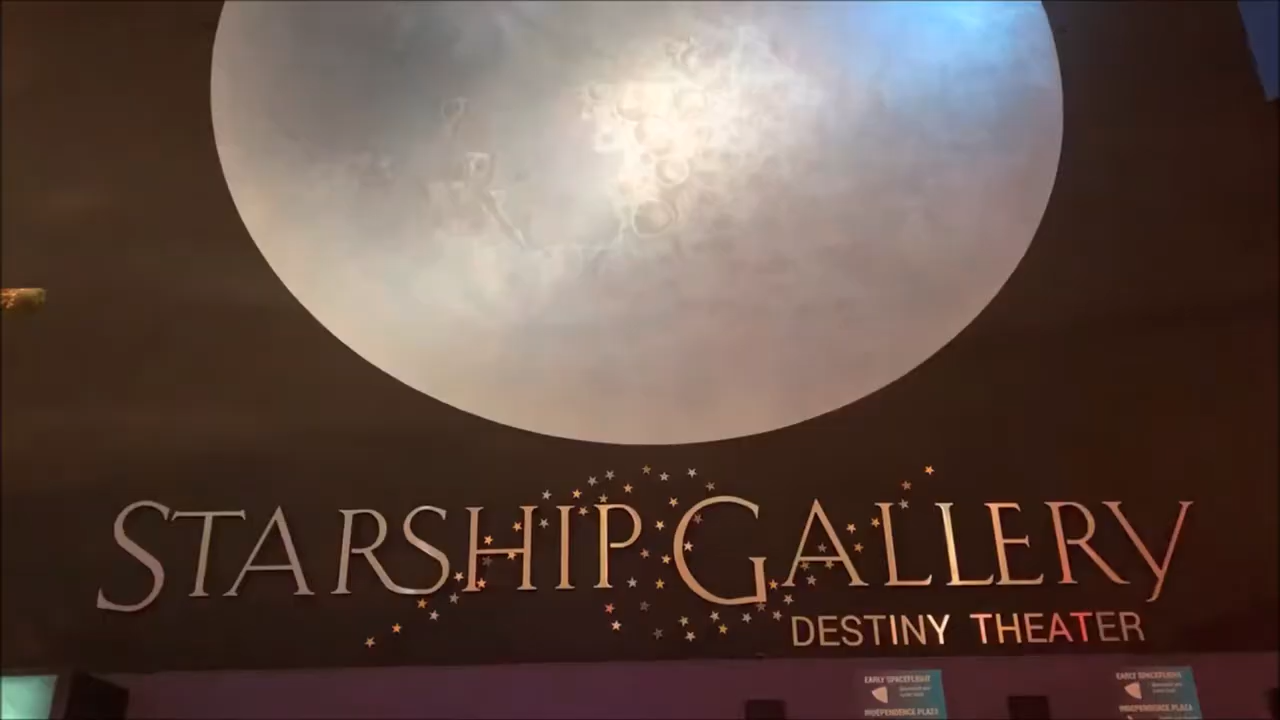 STARSHIP GALLERY
DESTINY THEATER
EARLY SPACEFLIGHT
INDEPENDENCE PLAZA
EARLY SPACEFLIGHT
INDEPENDENCE PLAZA